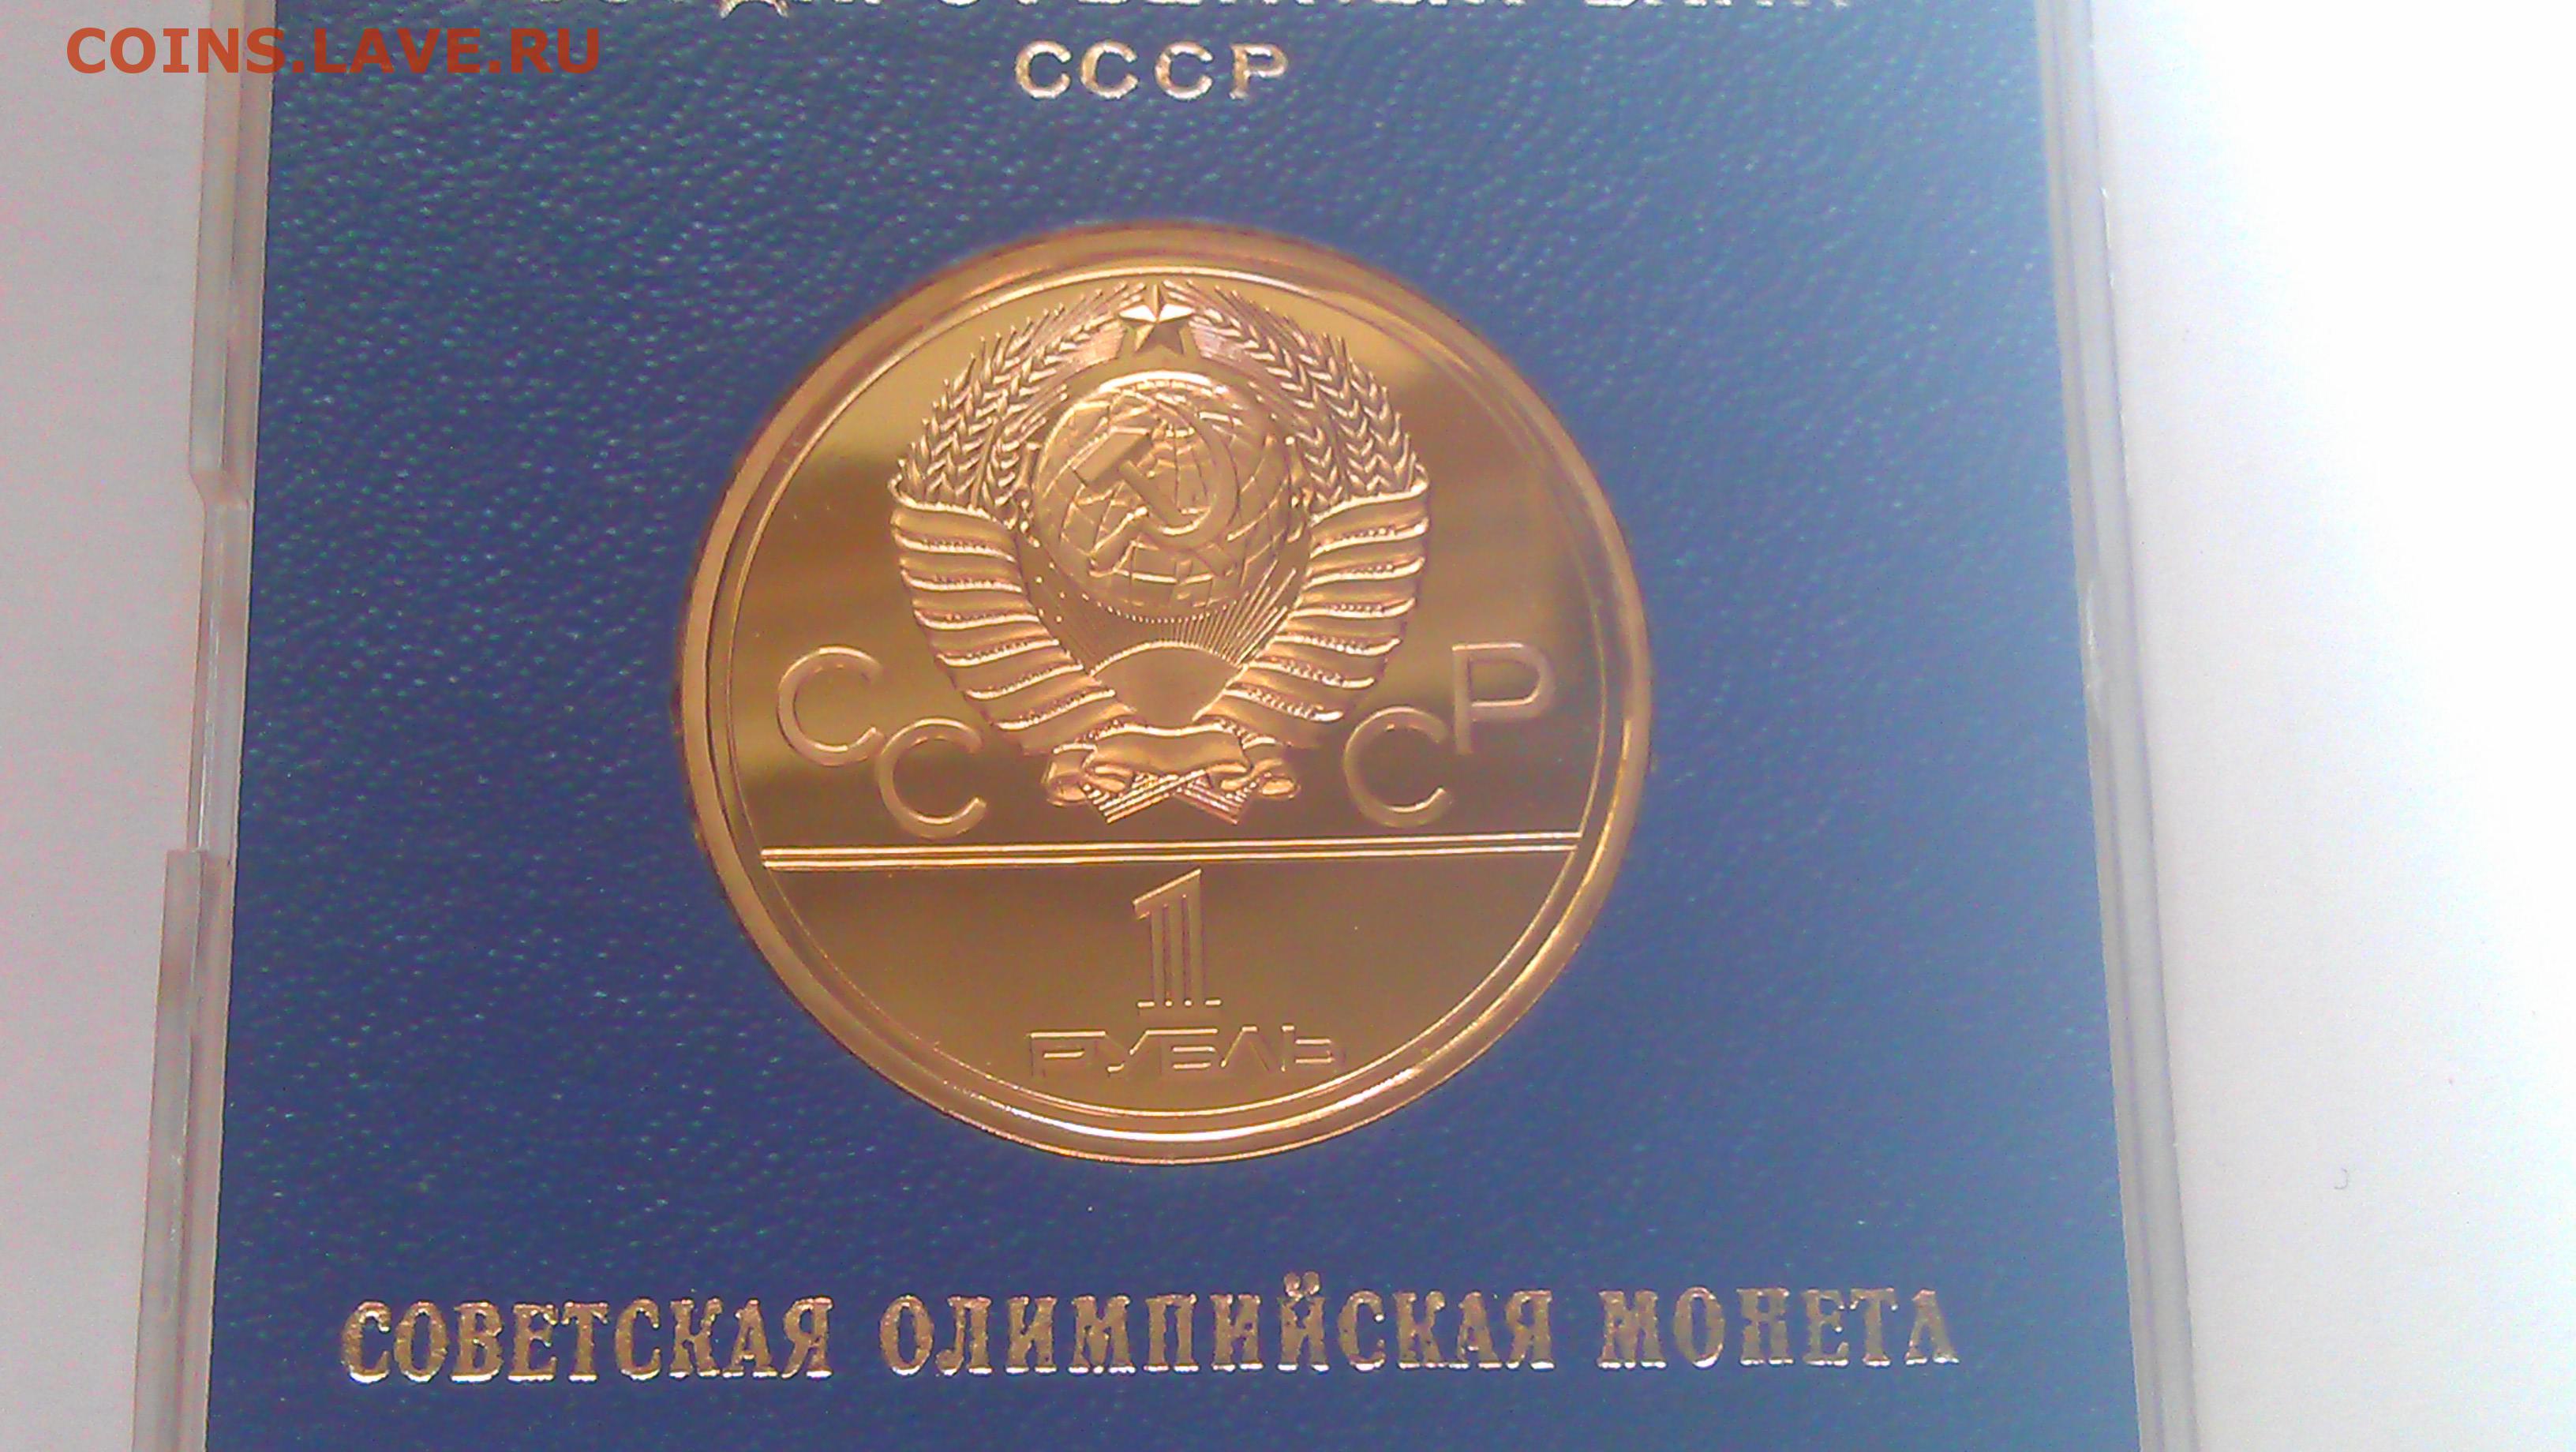 COINS.LAVE.RU
СССР
СССР
1
РУБЛЬ
СОВЕТСКАЯ ОЛИМПИЙСКАЯ МОНЕТА